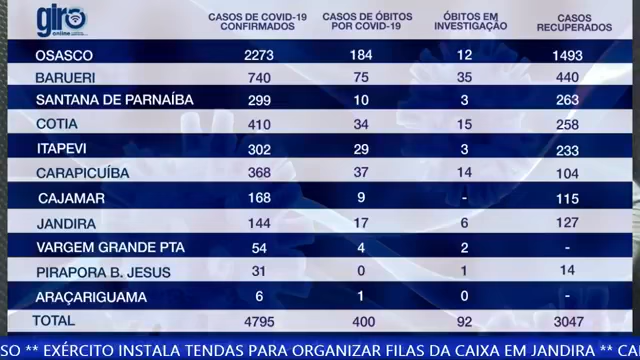 giro
online
CASOS DE COVID-19 CONFIRMADOS CASOS DE ÓBITOS POR COVID-19 ÓBITOS EM INVESTIGAÇÃO CASOS RECUPERADOS
OSASCO 2273 184 12 1493
BARUERI 740 75 35 440
SANTANA DE PARNAÍBA 299 10 3 263
COTIA 410 34 15 258
ITAPEVI 302 29 3 233
CARAPICUÍBA 368 37 14 104
CAJAMAR 168 9 - 115
JANDIRA 144 17 6 127
VARGEM GRANDE PTA 54 4 2 -
PIRAPORA B. JESUS 31 0 1 14
ARAÇARIGUAMA 6 1 0 -
TOTAL 4795 400 92 3047
SO ** EXÉRCITO INSTALA TENDAS PARA ORGANIZAR FILAS DA CAIXA EM JANDIRA ** CA